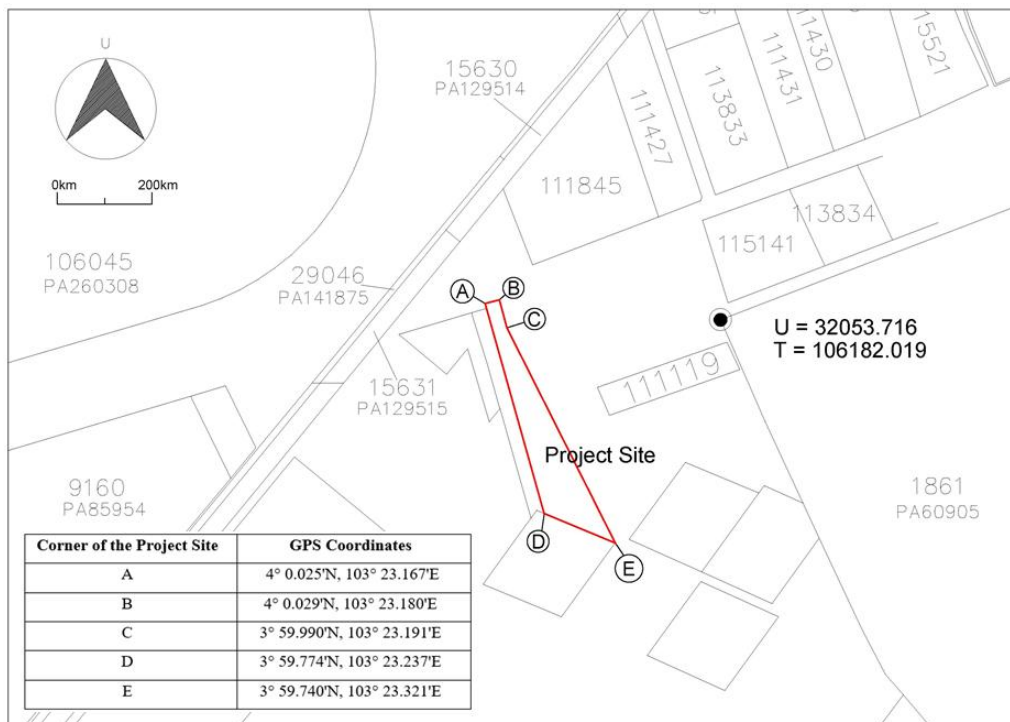 U
0km
200km
15630
PA129514
111427
113833
111431
111430
15521
111845
115141
113834
106045
PA260308
29046
PA141875
A
B
C
U = 32053.716
T = 106182.019
15631
PA129515
111119
Project Site
9160
PA85954
1861
PA60905
D
E
Corner of the Project Site GPS Coordinates
A 4° 0.025'N, 103° 23.167'E
B 4° 0.029'N, 103° 23.180'E
C 3° 59.990'N, 103° 23.191'E
D 3° 59.774'N, 103° 23.237'E
E 3° 59.740'N, 103° 23.321'E